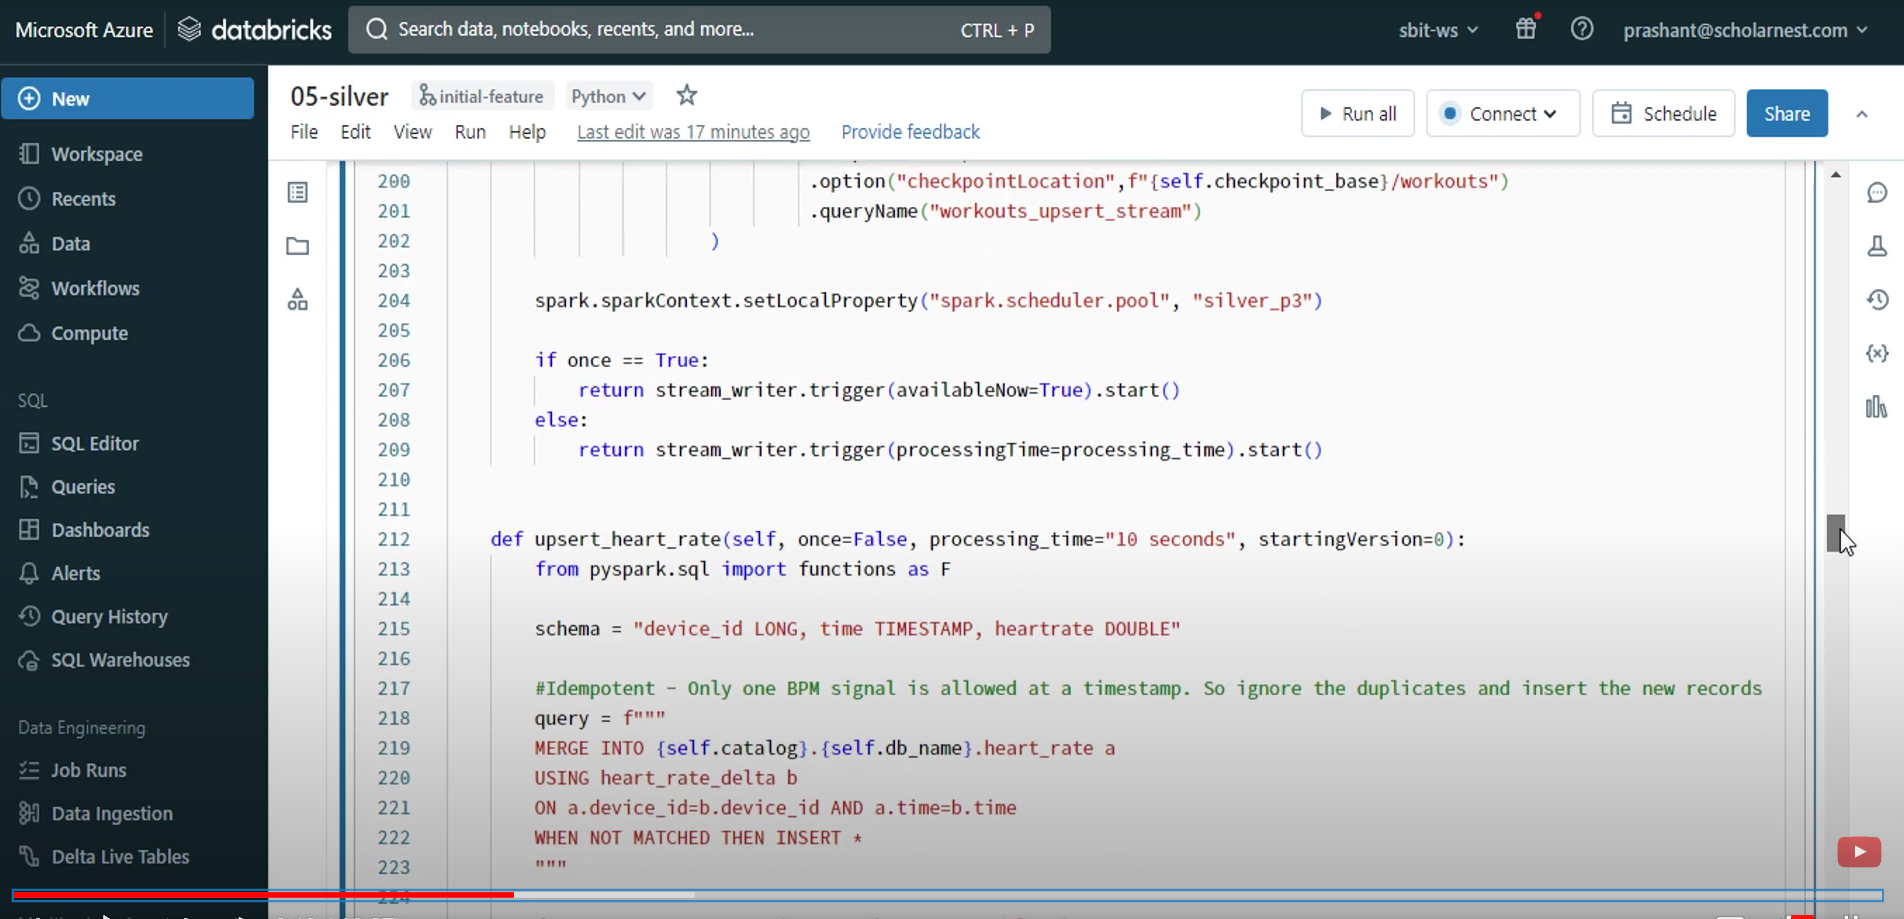 Microsoft Azure databricks Search data, notebooks, recents, and more... CTRL + P sbit-ws prashant@scholarnest.com
New
Workspace
Recents
Data
Workflows
Compute
SQL
SQL Editor
Queries
Dashboards
Alerts
Query History
SQL Warehouses
Data Engineering
Job Runs
Data Ingestion
Delta Live Tables
05-silver initial-feature Python
File Edit View Run Help Last edit was 17 minutes ago Provide feedback
Run all Connect Schedule Share
200 .option("checkpointLocation",f"{self.checkpoint_base}/workouts")
201 .queryName("workouts_upsert_stream")
202 )
203
204 spark.sparkContext.setLocalProperty("spark.scheduler.pool", "silver_p3")
205
206 if once == True:
207 return stream_writer.trigger(availableNow=True).start()
208 else:
209 return stream_writer.trigger(processingTime=processing_time).start()
210
211
212 def upsert_heart_rate(self, once=False, processing_time="10 seconds", startingVersion=0):
213 from pyspark.sql import functions as F
214
215 schema = "device_id LONG, time TIMESTAMP, heartrate DOUBLE"
216
217 #Idempotent - Only one BPM signal is allowed at a timestamp. So ignore the duplicates and insert the new records
218 query = f"""
219 MERGE INTO {self.catalog}.{self.db_name}.heart_rate a
220 USING heart_rate_delta b
221 ON a.device_id=b.device_id AND a.time=b.time
222 WHEN NOT MATCHED THEN INSERT *
223 """